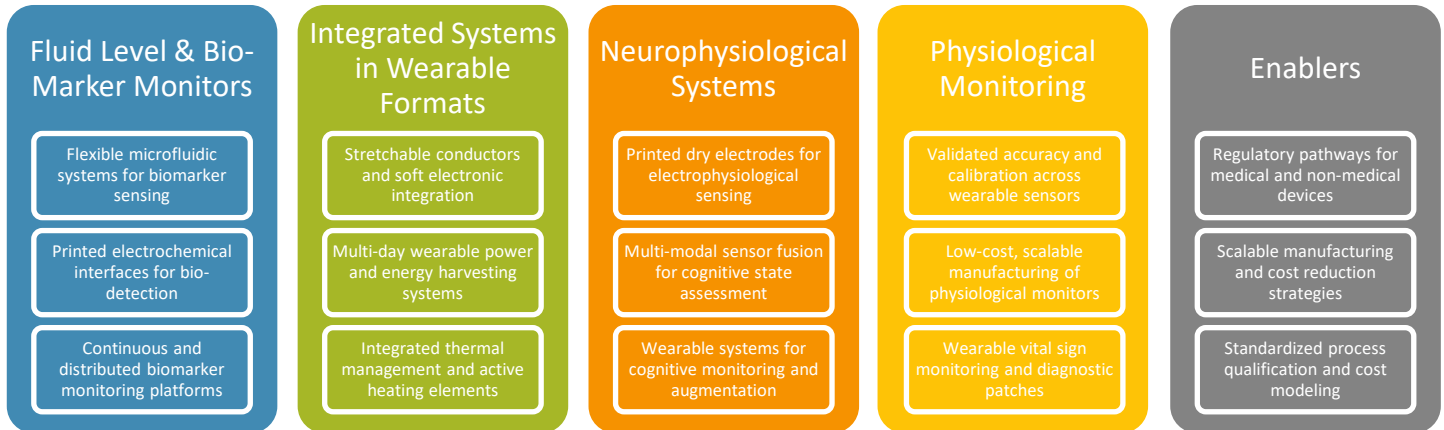 Fluid Level & Bio-
Marker Monitors
Flexible microfluidic
systems for biomarker
sensing
Printed electrochemical
interfaces for bio-
detection
Continuous and
distributed biomarker
monitoring platforms
Integrated Systems
in Wearable
Formats
Stretchable conductors
and soft electronic
integration
Multi-day wearable power
and energy harvesting
systems
Integrated thermal
management and active
heating elements
Neurophysiological
Systems
Printed dry electrodes for
electrophysiological
sensing
Multi-modal sensor fusion
for cognitive state
assessment
Wearable systems for
cognitive monitoring and
augmentation
Physiological
Monitoring
Validated accuracy and
calibration across
wearable sensors
Low-cost, scalable
manufacturing of
physiological monitors
Wearable vital sign
monitoring and diagnostic
patches
Enablers
Regulatory pathways for
medical and non-medical
devices
Scalable manufacturing
and cost reduction
strategies
Standardized process
qualification and cost
modeling